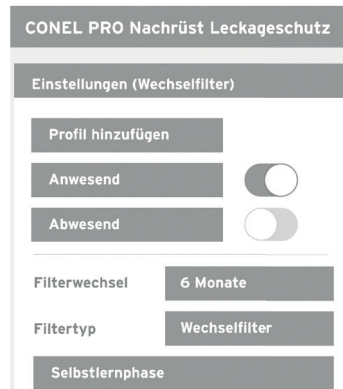 CONEL PRO Nachrüst Leckageschutz
Einstellungen (Wechselfilter)
Profil hinzufügen
Anwesend
Abwesend
Filterwechsel 6 Monate
Filtertyp Wechselfilter
Selbstlernphase